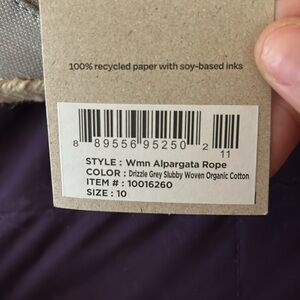 100% recycled paper with soy-based inks
8 89556 95250 2
11
STYLE : Wmn Alpargata Rope
COLOR : Drizzle Grey Slubby Woven Organic Cotton
ITEM # : 10016260
SIZE : 10